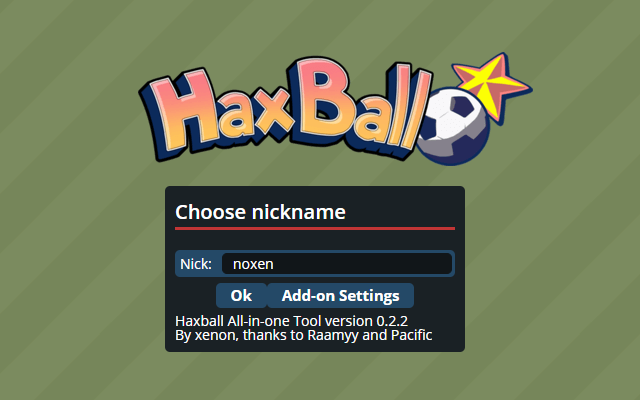 HaxBall
Choose nickname
Nick: noxen
Ok Add-on Settings
Haxball All-in-one Tool version 0.2.2
By xenon, thanks to Raamyy and Pacific